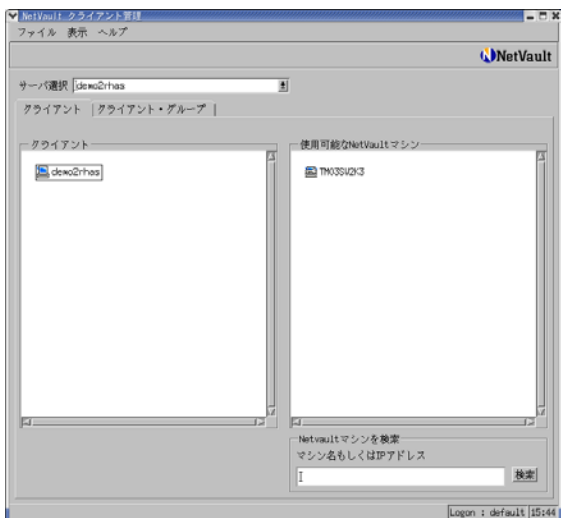 NetVault クライアント管理
ファイル 表示 ヘルプ
NetVault
サーバ選択 demo2rhas
クライアント クライアント・グループ
クライアント
使用可能なNetVaultマシン
demo2rhas
TM03SW2K3
Netvaultマシンを検索
マシン名もしくはIPアドレス
検索
Logon : default 15:44